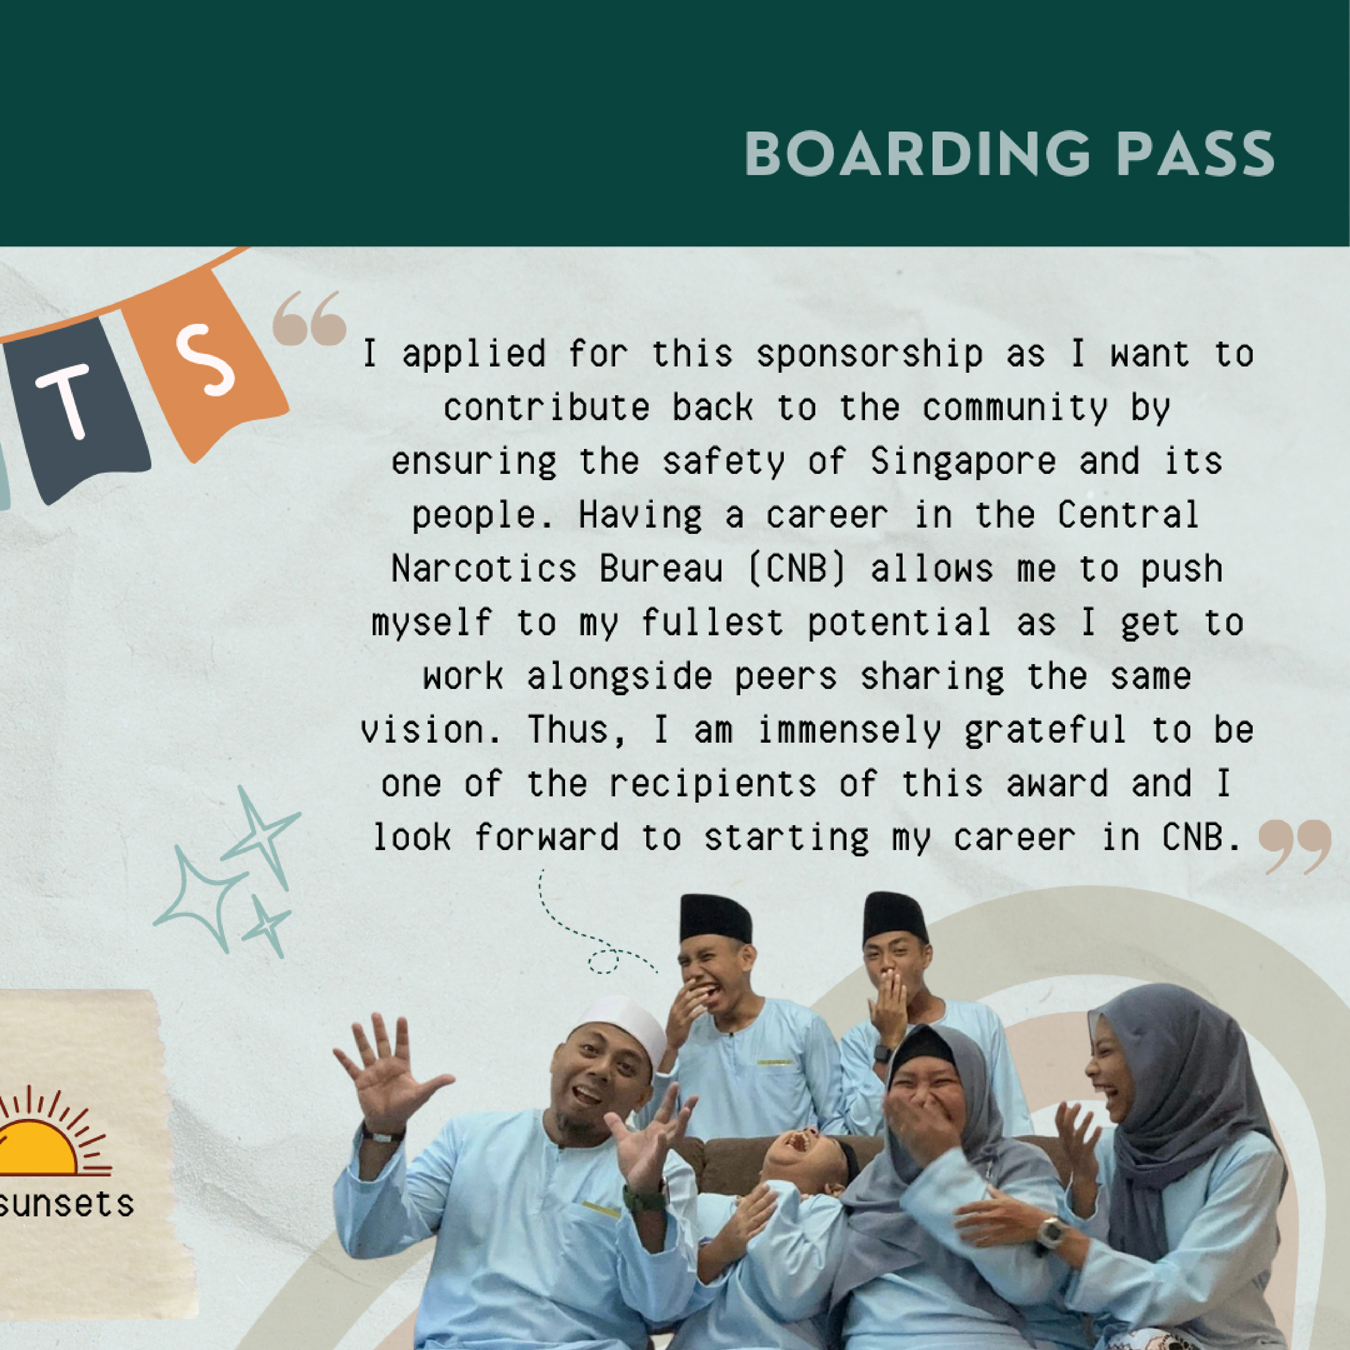 BOARDING PASS
TS
I applied for this sponsorship as I want to
contribute back to the community by
ensuring the safety of Singapore and its
people. Having a career in the Central
Narcotics Bureau (CNB) allows me to push
myself to my fullest potential as I get to
work alongside peers sharing the same
vision. Thus, I am immensely grateful to be
one of the recipients of this award and I
look forward to starting my career in CNB.
sunsets